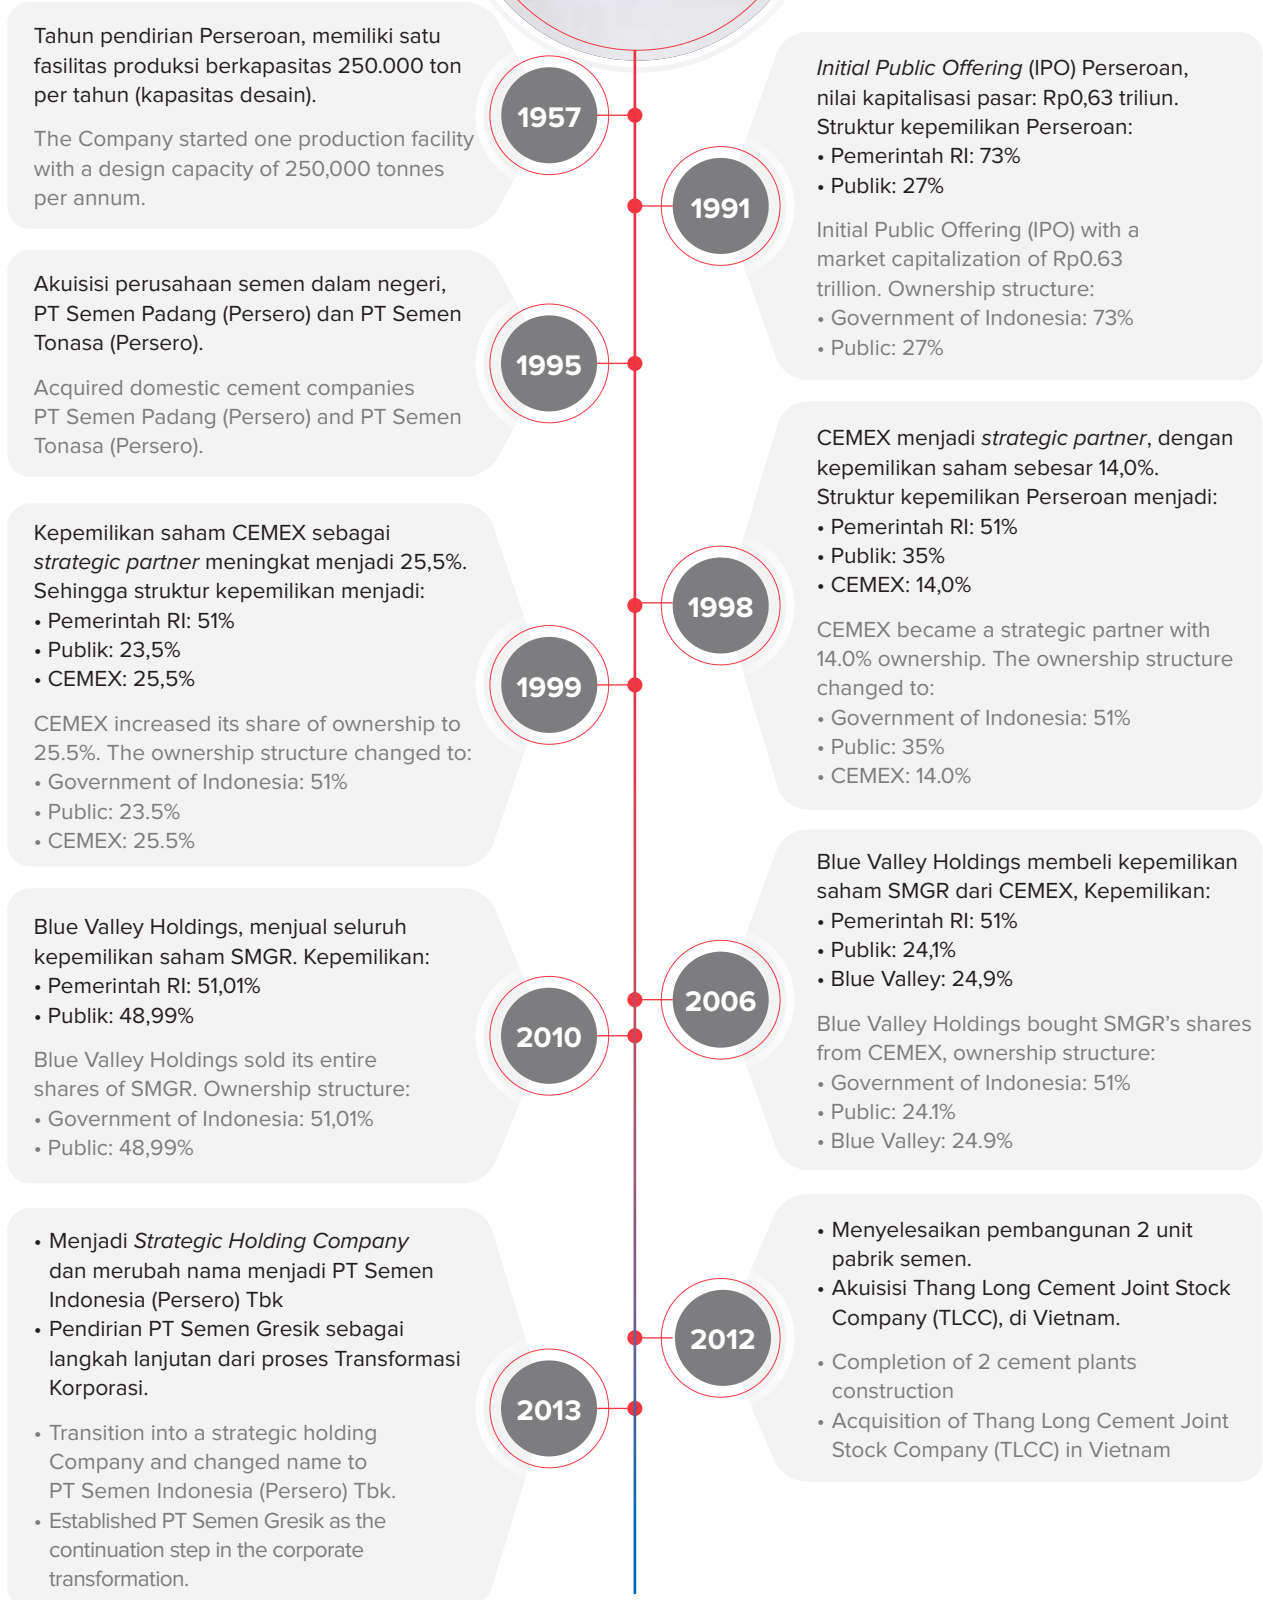 Tahun pendirian Perseroan, memiliki satu
fasilitas produksi berkapasitas 250.000 ton
per tahun (kapasitas desain).
The Company started one production facility
with a design capacity of 250,000 tonnes
per annum.
1957
Initial Public Offering (IPO) Perseroan,
nilai kapitalisasi pasar: Rp0,63 triliun.
Struktur kepemilikan Perseroan:
• Pemerintah RI: 73%
• Publik: 27%
Initial Public Offering (IPO) with a
market capitalization of Rp0.63
trillion. Ownership structure:
• Government of Indonesia: 73%
• Public: 27%
1991
Akuisisi perusahaan semen dalam negeri,
PT Semen Padang (Persero) dan PT Semen
Tonasa (Persero).
Acquired domestic cement companies
PT Semen Padang (Persero) and PT Semen
Tonasa (Persero).
1995
CEMEX menjadi strategic partner, dengan
kepemilikan saham sebesar 14,0%.
Struktur kepemilikan Perseroan menjadi:
• Pemerintah RI: 51%
• Publik: 35%
• CEMEX: 14,0%
CEMEX became a strategic partner with
14.0% ownership. The ownership structure
changed to:
• Government of Indonesia: 51%
• Public: 35%
• CEMEX: 14.0%
1998
Kepemilikan saham CEMEX sebagai
strategic partner meningkat menjadi 25,5%.
Sehingga struktur kepemilikan menjadi:
• Pemerintah RI: 51%
• Publik: 23,5%
• CEMEX: 25,5%
CEMEX increased its share of ownership to
25.5%. The ownership structure changed to:
• Government of Indonesia: 51%
• Public: 23.5%
• CEMEX: 25.5%
1999
Blue Valley Holdings membeli kepemilikan
saham SMGR dari CEMEX, Kepemilikan:
• Pemerintah RI: 51%
• Publik: 24,1%
• Blue Valley: 24,9%
Blue Valley Holdings bought SMGR's shares
from CEMEX, ownership structure:
• Government of Indonesia: 51%
• Public: 24.1%
• Blue Valley: 24.9%
2006
Blue Valley Holdings, menjual seluruh
kepemilikan saham SMGR. Kepemilikan:
• Pemerintah RI: 51,01%
• Publik: 48,99%
Blue Valley Holdings sold its entire
shares of SMGR. Ownership structure:
• Government of Indonesia: 51,01%
• Public: 48,99%
2010
• Menyelesaikan pembangunan 2 unit
pabrik semen.
• Akuisisi Thang Long Cement Joint Stock
Company (TLCC), di Vietnam.
• Completion of 2 cement plants
construction
• Acquisition of Thang Long Cement Joint
Stock Company (TLCC) in Vietnam
2012
• Menjadi Strategic Holding Company
dan merubah nama menjadi PT Semen
Indonesia (Persero) Tbk
• Pendirian PT Semen Gresik sebagai
langkah lanjutan dari proses Transformasi
Korporasi.
• Transition into a strategic holding
Company and changed name to
PT Semen Indonesia (Persero) Tbk.
• Established PT Semen Gresik as the
continuation step in the corporate
transformation.
2013